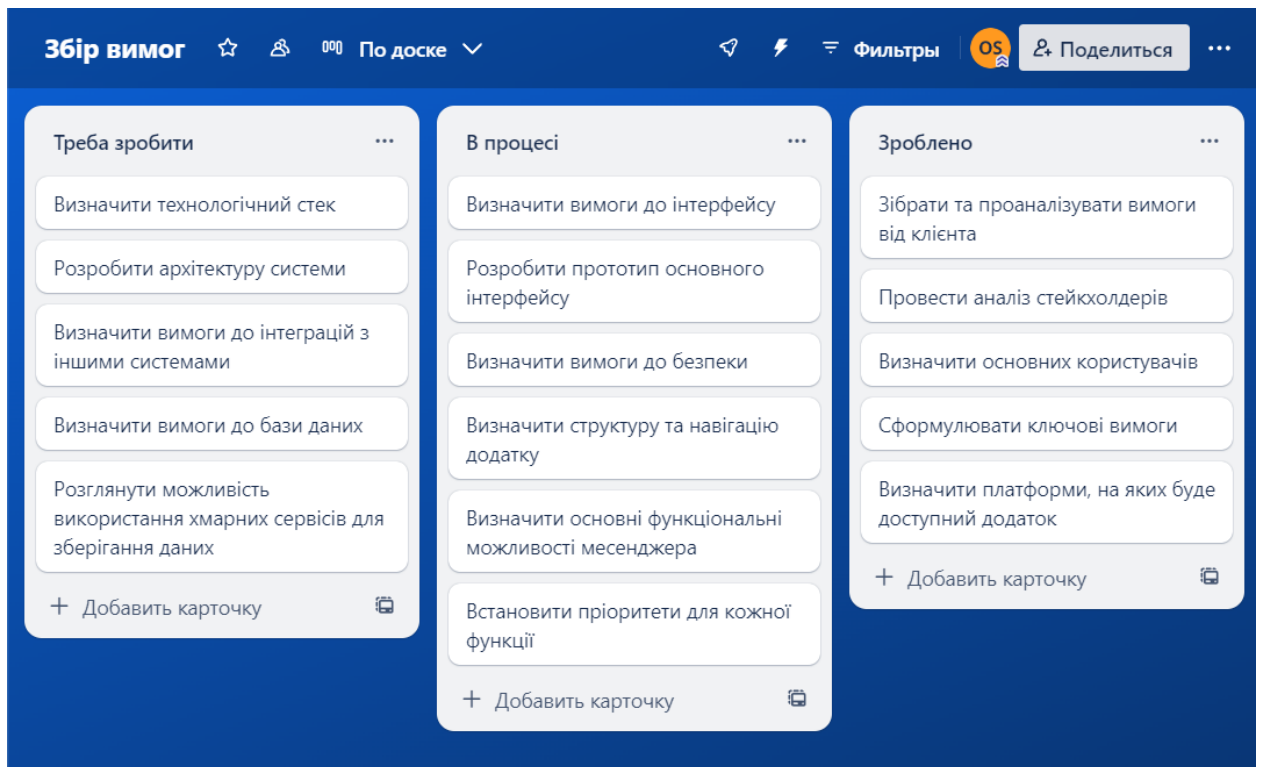 Збір вимог
По доске
Фильтры
OS
Поделиться
Треба зробити
Визначити технологічний стек
Розробити архітектуру системи
Визначити вимоги до інтеграцій з
іншими системами
Визначити вимоги до бази даних
Розглянути можливість
використання хмарних сервісів для
зберігання даних
+ Добавить карточку
В процесі
Визначити вимоги до інтерфейсу
Розробити прототип основного
інтерфейсу
Визначити вимоги до безпеки
Визначити структуру та навігацію
додатку
Визначити основні функціональні
можливості месенджера
Встановити пріоритети для кожної
функції
+ Добавить карточку
Зроблено
Зібрати та проаналізувати вимоги
від клієнта
Провести аналіз стейкхолдерів
Визначити основних користувачів
Сформулювати ключові вимоги
Визначити платформи, на яких буде
доступний додаток
+ Добавить карточку